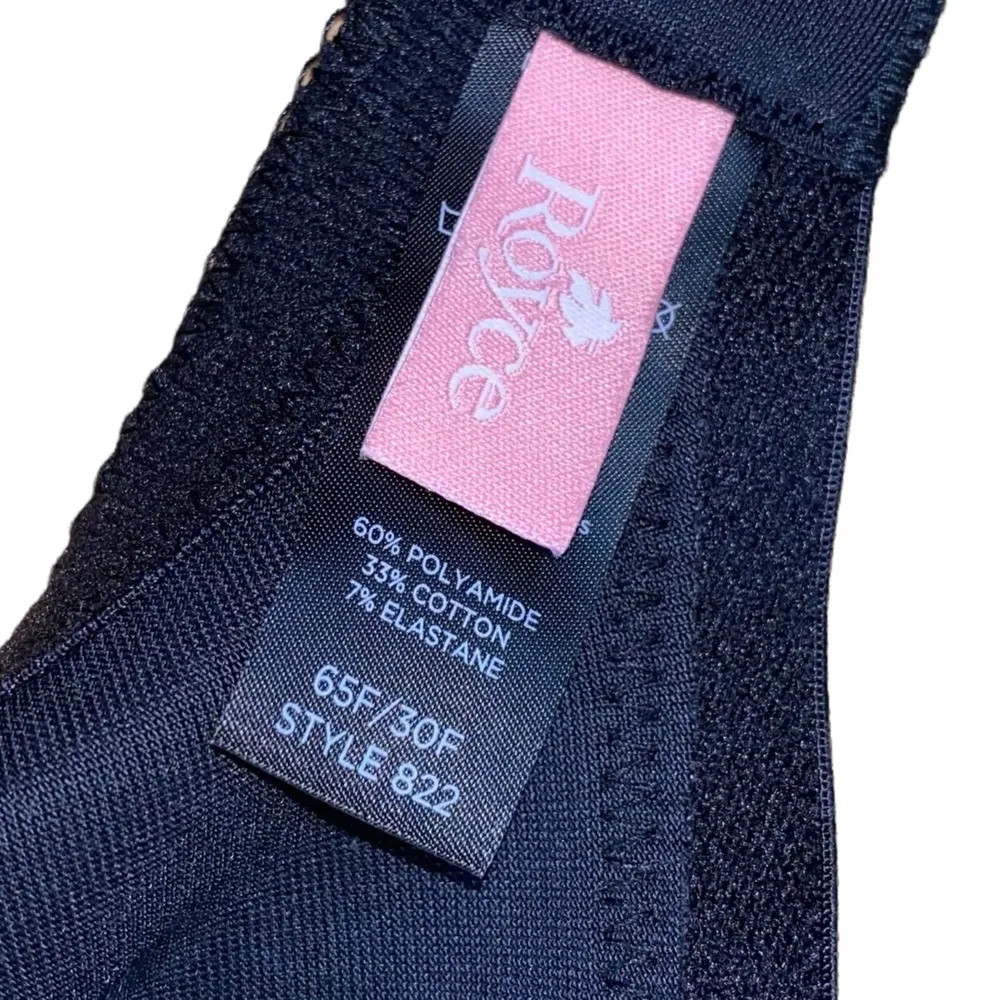 Royce
60% POLYAMIDE
33% COTTON
7% ELASTANE
65F/30F
STYLE 822